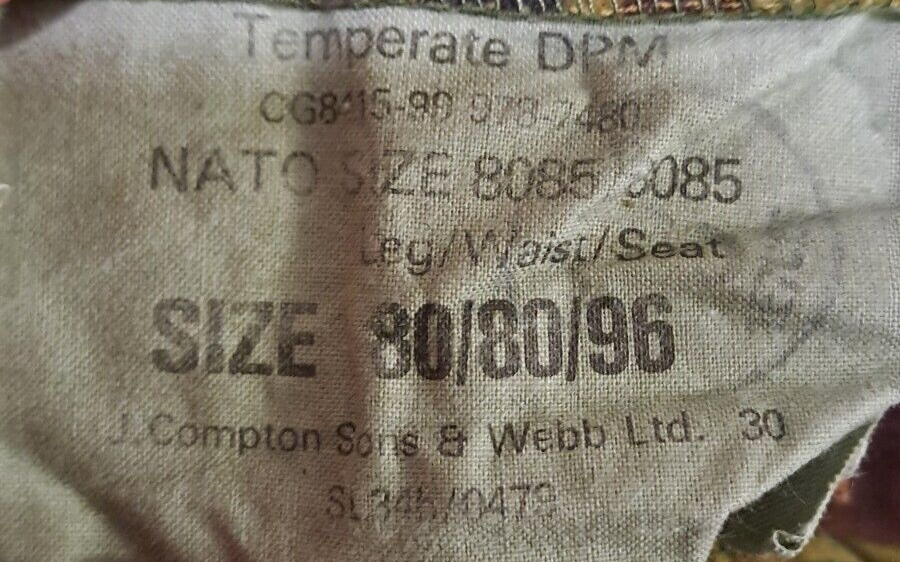 Temperate DPM
NATO SIZE 8085
Leg/Waist/Seat
SIZE 80/80/96
J. Compton Sons & Webb Ltd. 30